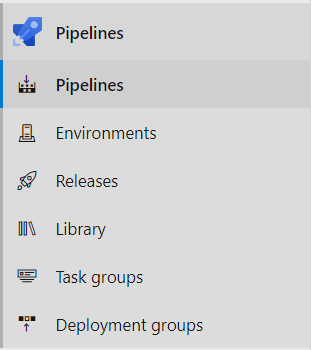 Pipelines
Pipelines
Environments
Releases
Library
Task groups
Deployment groups